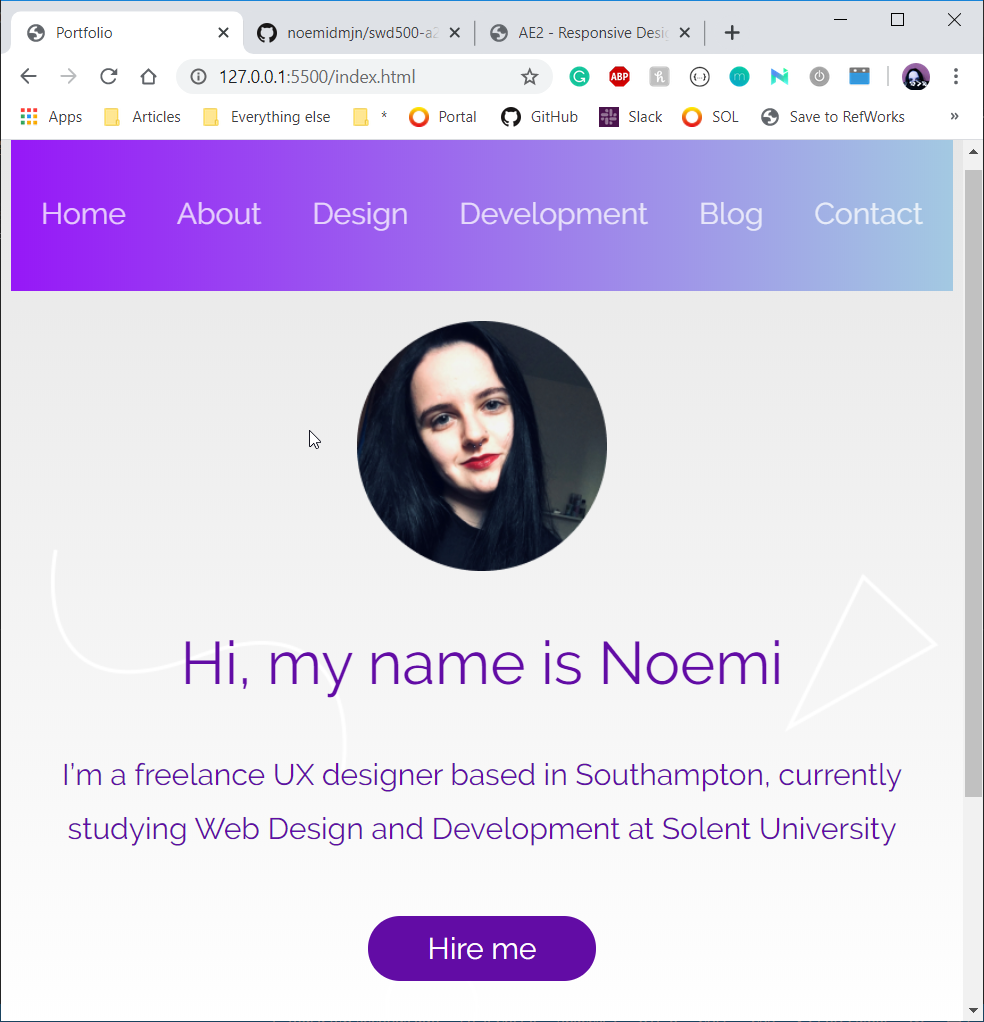 Portfolio noemidmjn/swd500-a2 AE2 - Responsive Desig
127.0.0.1:5500/index.html ABP
Apps Articles Everything else * Portal GitHub Slack SOL Save to RefWorks »
Home About Design Development Blog Contact
Hi, my name is Noemi
I'm a freelance UX designer based in Southampton, currently
studying Web Design and Development at Solent University
Hire me